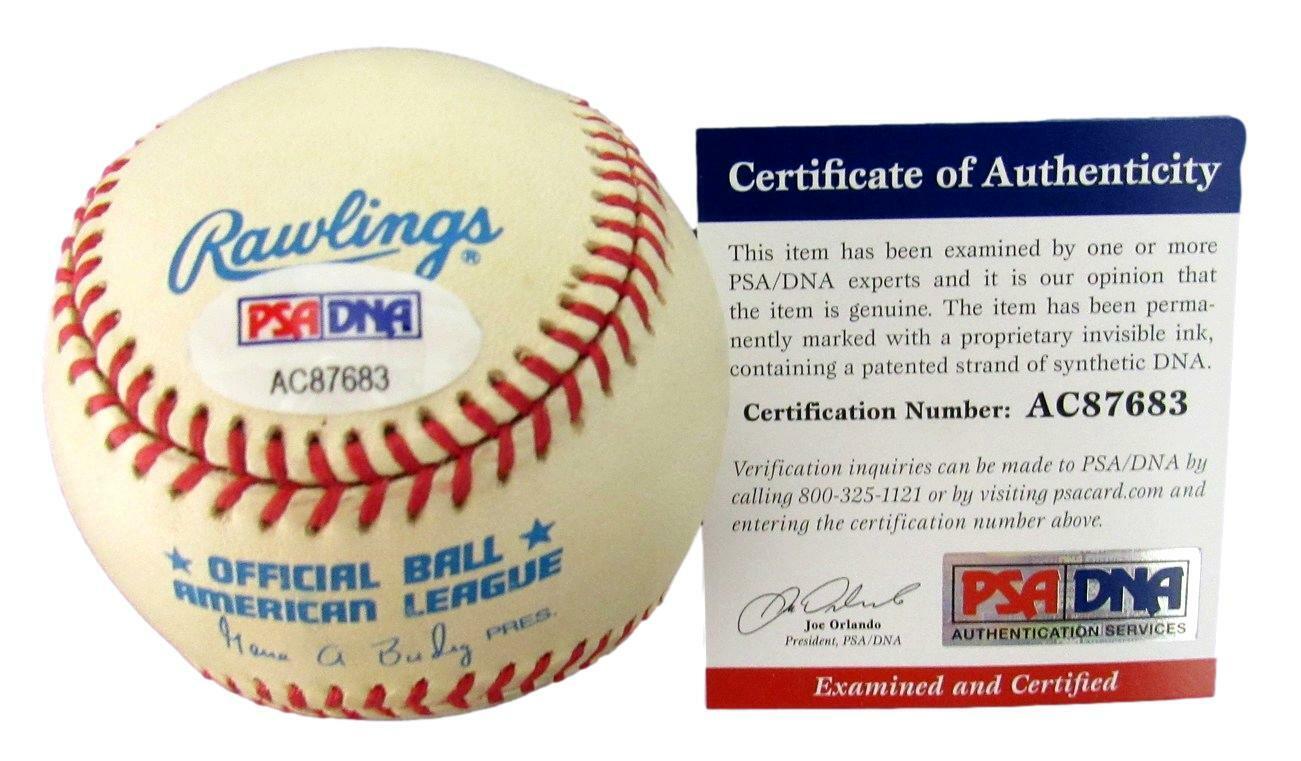 Rawlings®
PSA DNA
AC87683
★ OFFICIAL BALL ★
AMERICAN LEAGUE
Gene A Budig PRES.
Certificate of Authenticity
This item has been examined by one or more
PSA/DNA experts and it is our opinion that
the item is genuine. The item has been perma-
nently marked with a proprietary invisible ink,
containing a patented strand of synthetic DNA.
Certification Number: AC87683
Verification inquiries can be made to PSA/DNA by
calling 800-325-1121 or by visiting psacard.com and
entering the certification number above.
Joe Orlando
President, PSA/DNA
PSA DNA
AUTHENTICATION SERVICES
Examined and Certified